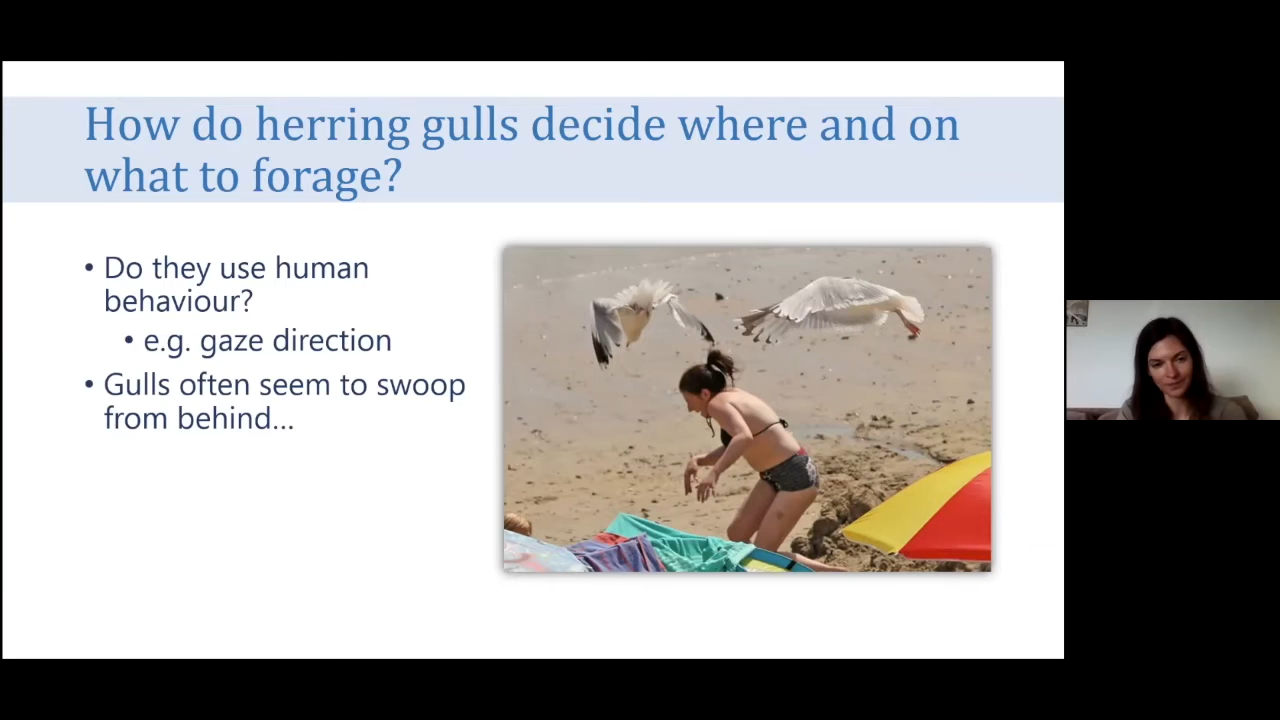 How do herring gulls decide where and on
what to forage?
• Do they use human
behaviour?
• e.g. gaze direction
• Gulls often seem to swoop
from behind...